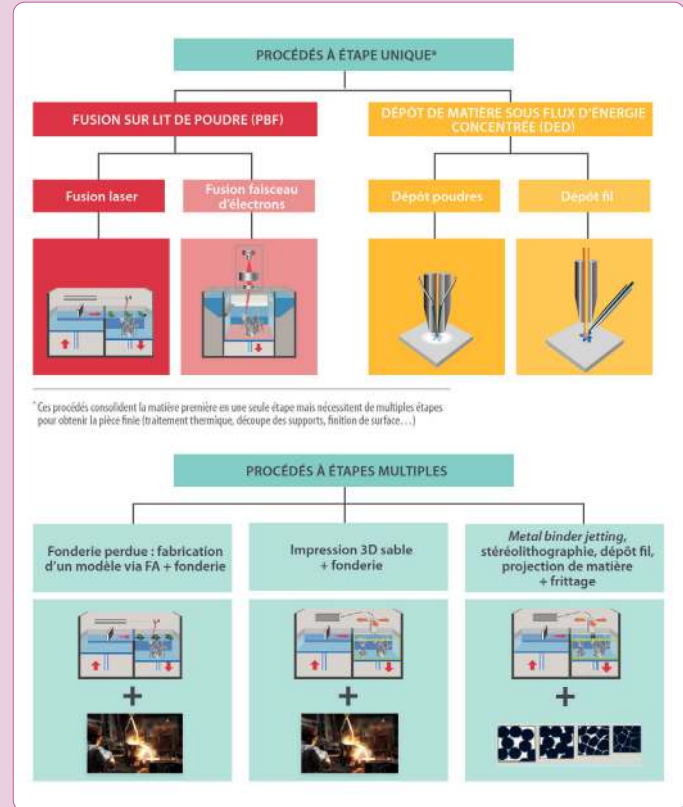 PROCÉDÉS À ÉTAPE UNIQUE*
FUSION SUR LIT DE POUDRE (PBF)
DÉPÔT DE MATIÈRE SOUS FLUX D'ÉNERGIE
CONCENTRÉE (DED)
Fusion laser
Fusion faisceau
d'électrons
Dépôt poudres
Dépôt fil
* Ces procédés consolident la matière première en une seule étape mais nécessitent de multiples étapes
pour obtenir la pièce finie (traitement thermique, découpe des supports, finition de surface…)
PROCÉDÉS À ÉTAPES MULTIPLES
Fonderie perdue : fabrication
d'un modèle via FA + fonderie
Impression 3D sable
+ fonderie
Metal binder jetting,
stéréolithographie, dépôt fil,
projection de matière
+ frittage
+
+
+